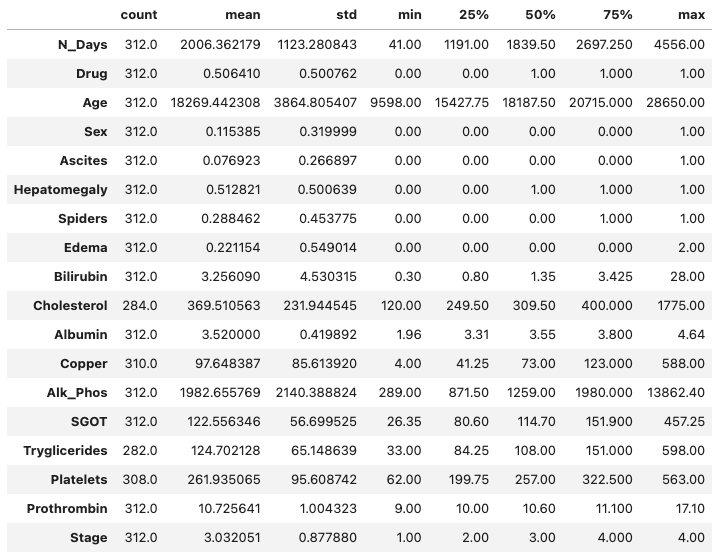 count mean std min 25% 50% 75% max
N_Days 312.0 2006.362179 1123.280843 41.00 1191.00 1839.50 2697.250 4556.00
Drug 312.0 0.506410 0.500762 0.00 0.00 1.00 1.000 1.00
Age 312.0 18269.442308 3864.805407 9598.00 15427.75 18187.50 20715.000 28650.00
Sex 312.0 0.115385 0.319999 0.00 0.00 0.00 0.000 1.00
Ascites 312.0 0.076923 0.266897 0.00 0.00 0.00 0.000 1.00
Hepatomegaly 312.0 0.512821 0.500639 0.00 0.00 1.00 1.000 1.00
Spiders 312.0 0.288462 0.453775 0.00 0.00 0.00 1.000 1.00
Edema 312.0 0.221154 0.549014 0.00 0.00 0.00 0.000 2.00
Bilirubin 312.0 3.256090 4.530315 0.30 0.80 1.35 3.425 28.00
Cholesterol 284.0 369.510563 231.944545 120.00 249.50 309.50 400.000 1775.00
Albumin 312.0 3.520000 0.419892 1.96 3.31 3.55 3.800 4.64
Copper 310.0 97.648387 85.613920 4.00 41.25 73.00 123.000 588.00
Alk_Phos 312.0 1982.655769 2140.388824 289.00 871.50 1259.00 1980.000 13862.40
SGOT 312.0 122.556346 56.699525 26.35 80.60 114.70 151.900 457.25
Tryglicerides 282.0 124.702128 65.148639 33.00 84.25 108.00 151.000 598.00
Platelets 308.0 261.935065 95.608742 62.00 199.75 257.00 322.500 563.00
Prothrombin 312.0 10.725641 1.004323 9.00 10.00 10.60 11.100 17.10
Stage 312.0 3.032051 0.877880 1.00 2.00 3.00 4.000 4.00